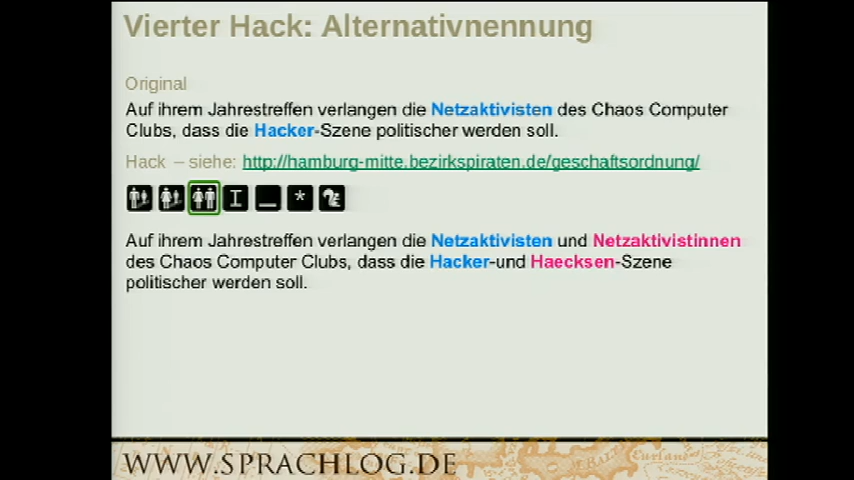 Vierter Hack: Alternativnennung
Original
Auf ihrem Jahrestreffen verlangen die Netzaktivisten des Chaos Computer
Clubs, dass die Hacker-Szene politischer werden soll.
Hack – siehe: http://hamburg-mitte.bezirkspiraten.de/geschaftsordnung/
I _ *
Auf ihrem Jahresstreffen verlangen die Netzaktivisten und Netzaktivistinnen
des Chaos Computer Clubs, dass die Hacker-und Haecksen-Szene
politischer werden soll.
WWW.SPRACHLOG.DE